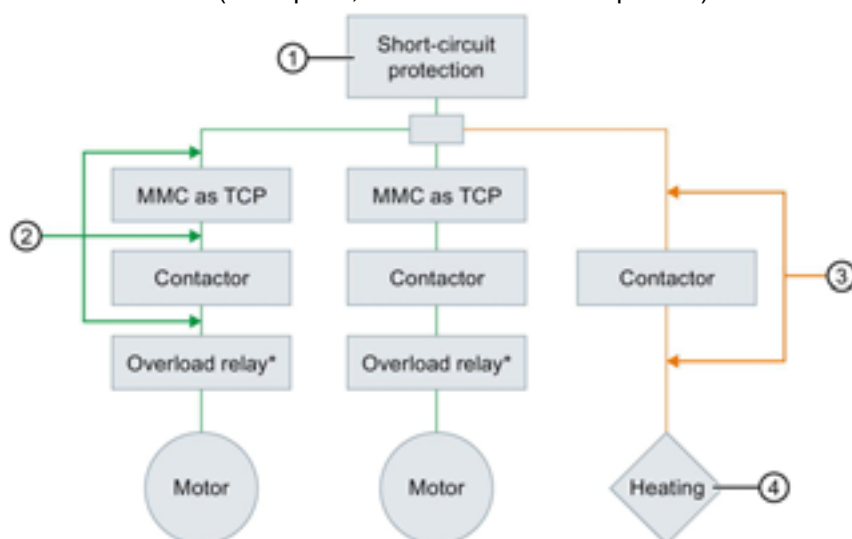 Short-circuit
protection
1
MMC as TCP
MMC as TCP
2
Contactor
Contactor
Contactor
3
Overload relay*
Overload relay*
Motor
Motor
Heating
4